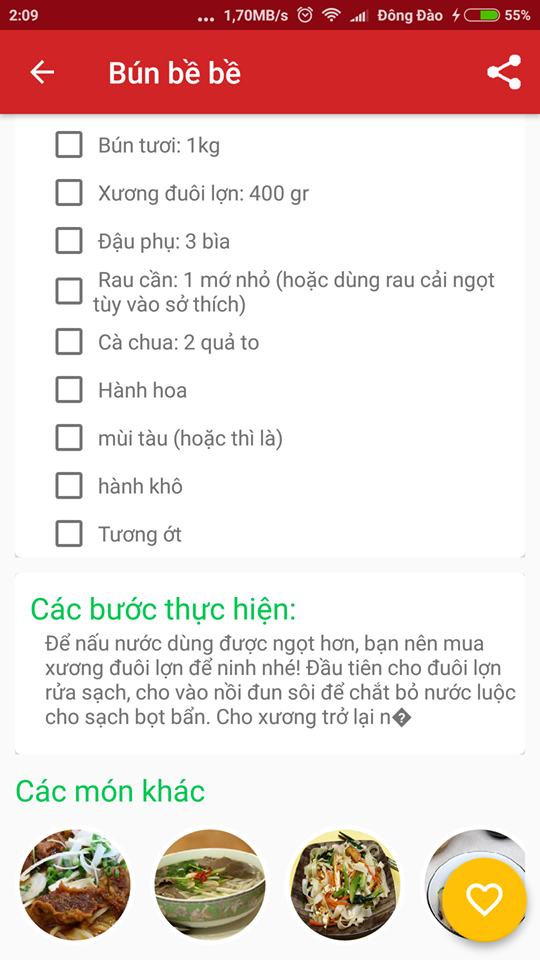 2:09 ... 1,70MB/s Đông Đào 55%
Bún bề bề
Bún tươi: 1kg
Xương đuôi lợn: 400 gr
Đậu phụ: 3 bìa
Rau cần: 1 mớ nhỏ (hoặc dùng rau cải ngọt
tùy vào sở thích)
Cà chua: 2 quả to
Hành hoa
mùi tàu (hoặc thì là)
hành khô
Tương ớt
Các bước thực hiện:
Để nấu nước dùng được ngọt hơn, bạn nên mua
xương đuôi lợn để ninh nhé! Đầu tiên cho đuôi lợn
rửa sạch, cho vào nồi đun sôi để chắt bỏ nước luộc
cho sạch bọt bẩn. Cho xương trở lại n�
Các món khác